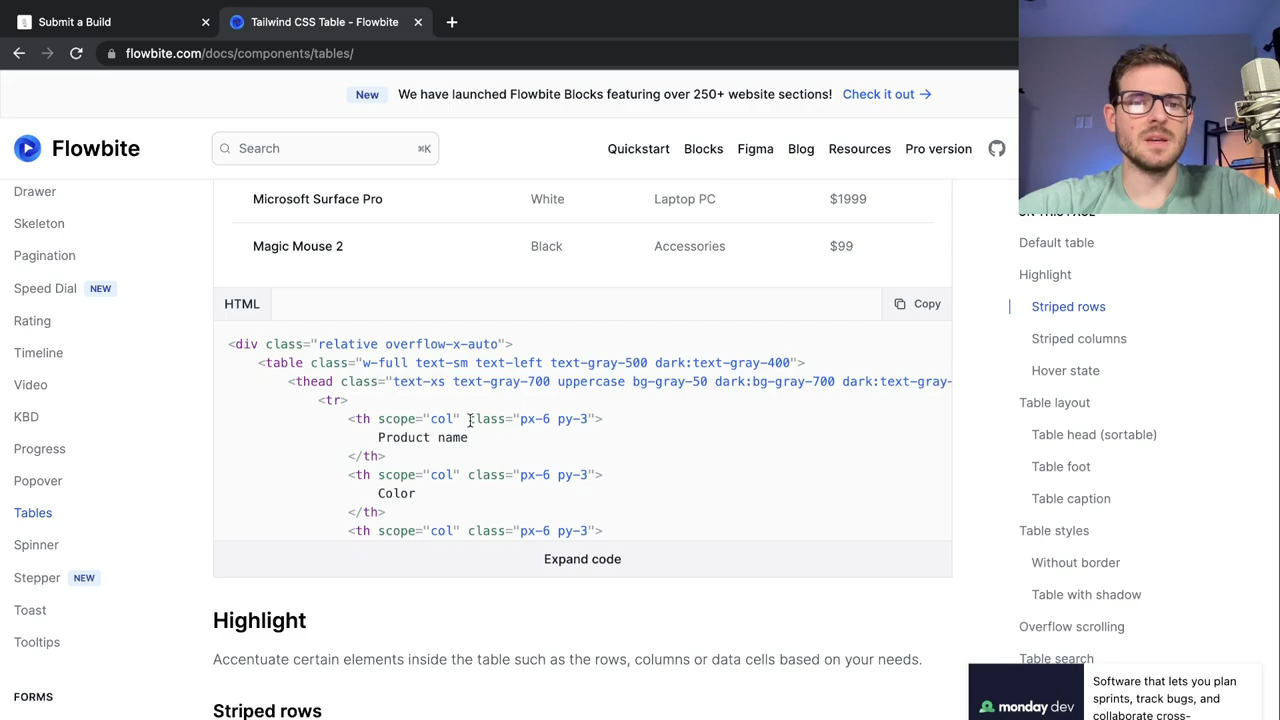 Submit a Build
Tailwind CSS Table - Flowbite
flowbite.com/docs/components/tables/
New We have launched Flowbite Blocks featuring over 250+ website sections! Check it out →
Flowbite
Search ⌘K
Quickstart Blocks Figma Blog Resources Pro version
Drawer
Skeleton
Pagination
Speed Dial NEW
Rating
Timeline
Video
KBD
Progress
Popover
Tables
Spinner
Stepper NEW
Toast
Tooltips
FORMS
Microsoft Surface Pro White Laptop PC $1999
Magic Mouse 2 Black Accessories $99
HTML Copy
<div class="relative overflow-x-auto">
<table class="w-full text-sm text-left text-gray-500 dark:text-gray-400">
<thead class="text-xs text-gray-700 uppercase bg-gray-50 dark:bg-gray-700 dark:text-gray-
<tr>
<th scope="col" class="px-6 py-3">
Product name
</th>
<th scope="col" class="px-6 py-3">
Color
</th>
<th scope="col" class="px-6 py-3">
Expand code
Highlight
Accentuate certain elements inside the table such as the rows, columns or data cells based on your needs.
Striped rows
ON THIS PAGE
Default table
Highlight
Striped rows
Striped columns
Hover state
Table layout
Table head (sortable)
Table foot
Table caption
Table styles
Without border
Table with shadow
Overflow scrolling
Table search
monday dev
Software that lets you plan
sprints, track bugs, and
collaborate cross-